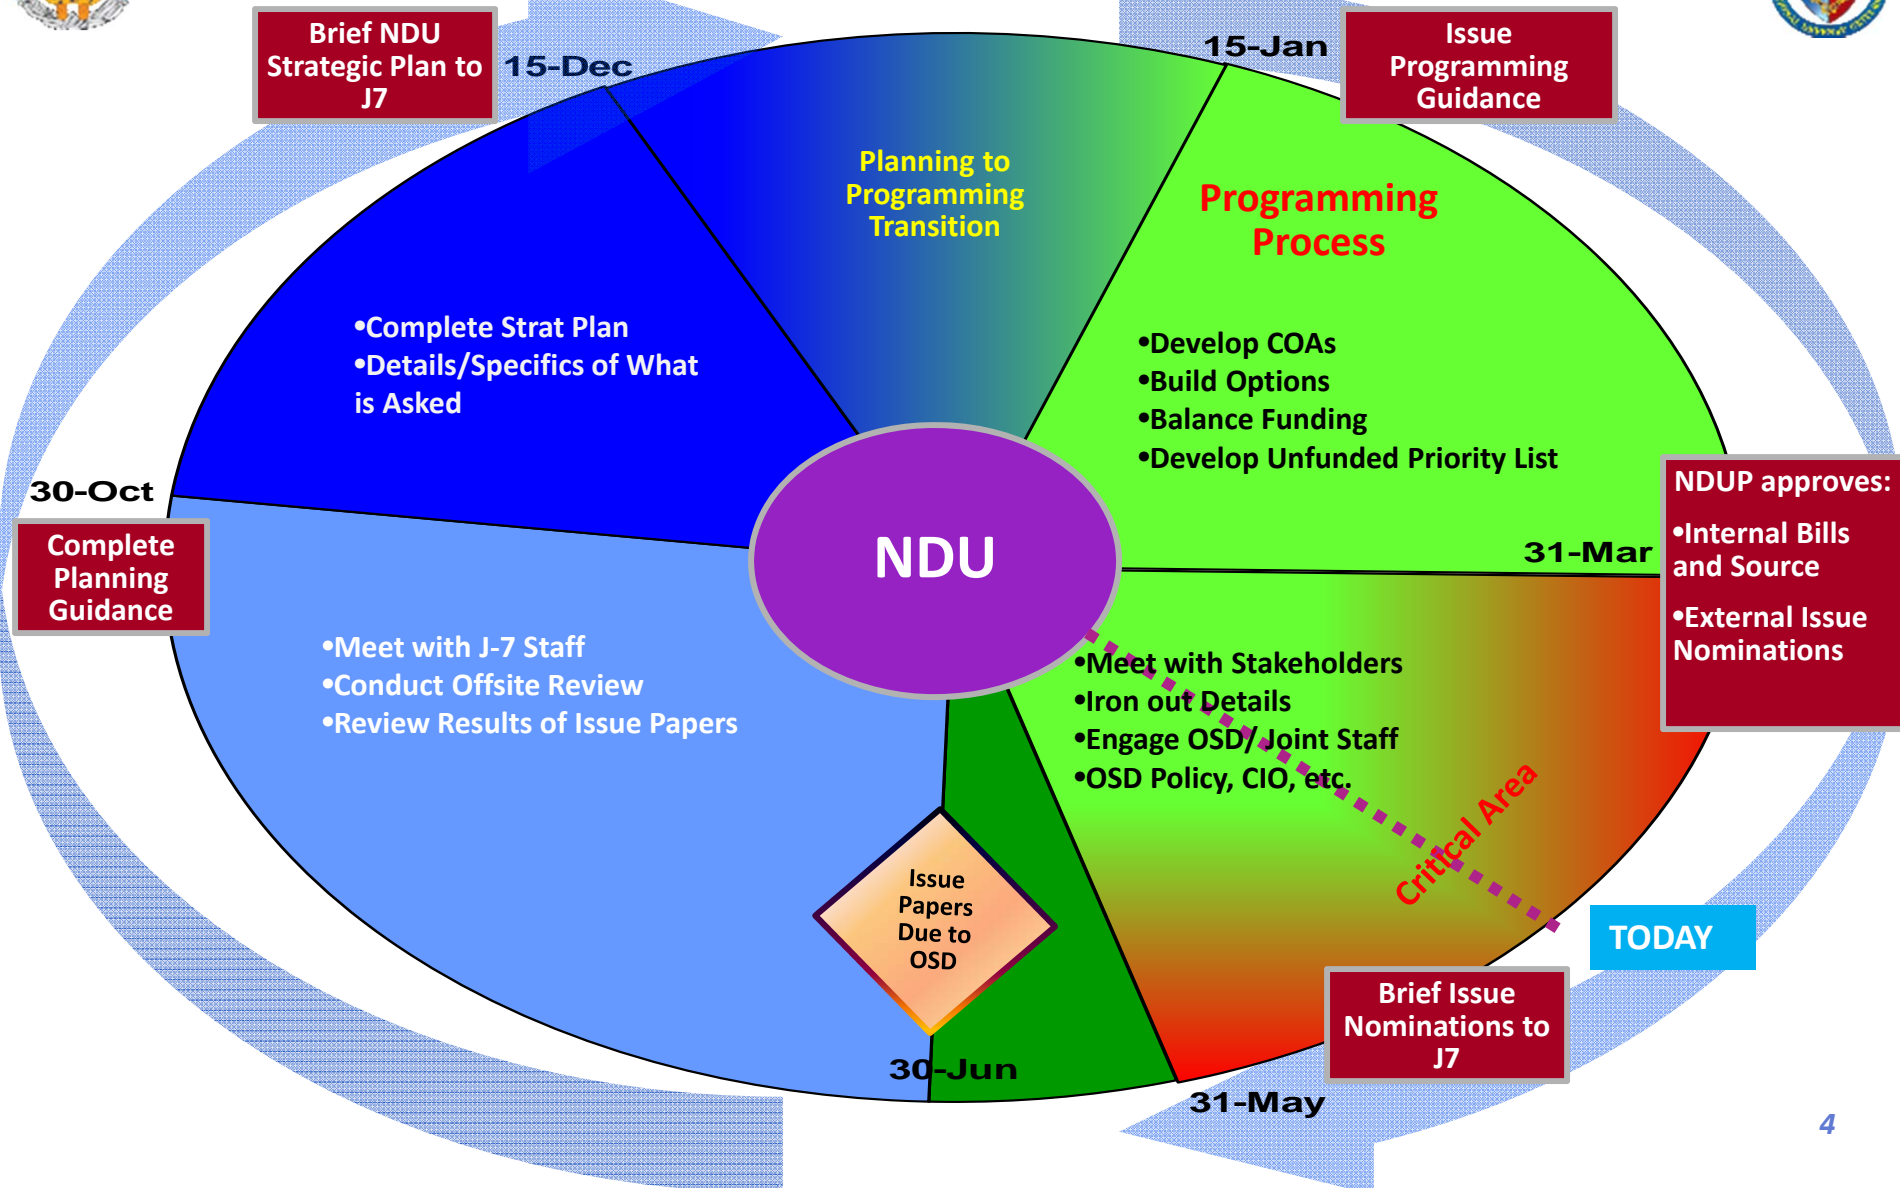 Brief NDU
Strategic Plan to
J7
15-Dec
15-Jan
Issue
Programming
Guidance
Planning to
Programming
Transition
Programming
Process
•Complete Strat Plan
•Details/Specifics of What
is Asked
•Develop COAs
•Build Options
•Balance Funding
•Develop Unfunded Priority List
30-Oct
Complete
Planning
Guidance
NDU
31-Mar
NDUP approves:
•Internal Bills
and Source
•External Issue
Nominations
•Meet with J-7 Staff
•Conduct Offsite Review
•Review Results of Issue Papers
•Meet with Stakeholders
•Iron out Details
•Engage OSD/ Joint Staff
•OSD Policy, CIO, etc.
Critical Area
Issue
Papers
Due to
OSD
TODAY
Brief Issue
Nominations to
J7
30-Jun
31-May
4